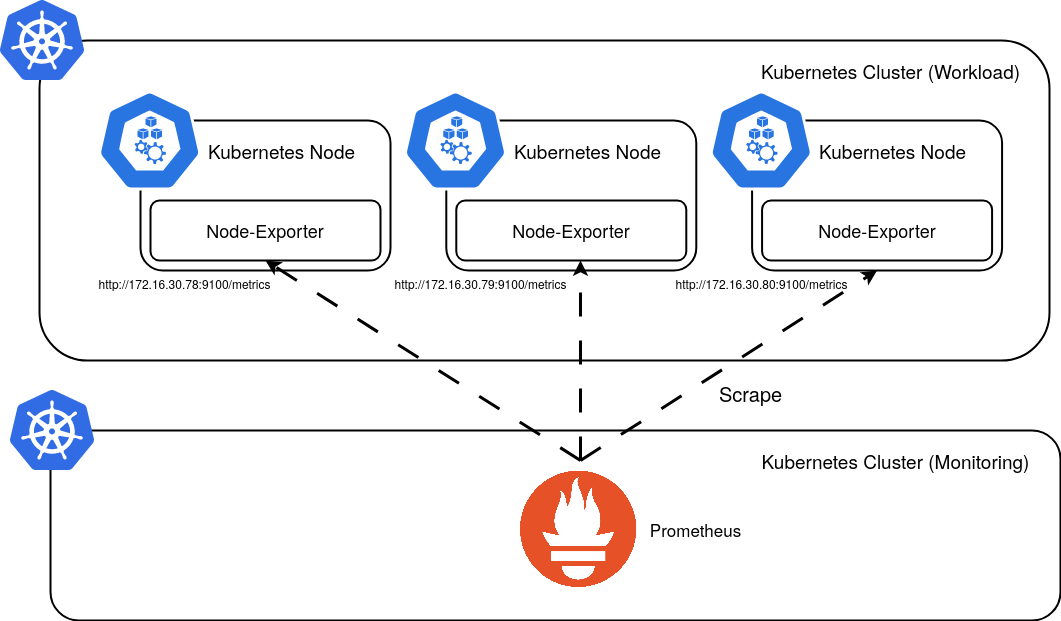 Kubernetes Cluster (Workload)
Kubernetes Node
Kubernetes Node
Kubernetes Node
Node-Exporter
Node-Exporter
Node-Exporter
http://172.16.30.78:9100/metrics
http://172.16.30.79:9100/metrics
http://172.16.30.80:9100/metrics
Scrape
Kubernetes Cluster (Monitoring)
Prometheus